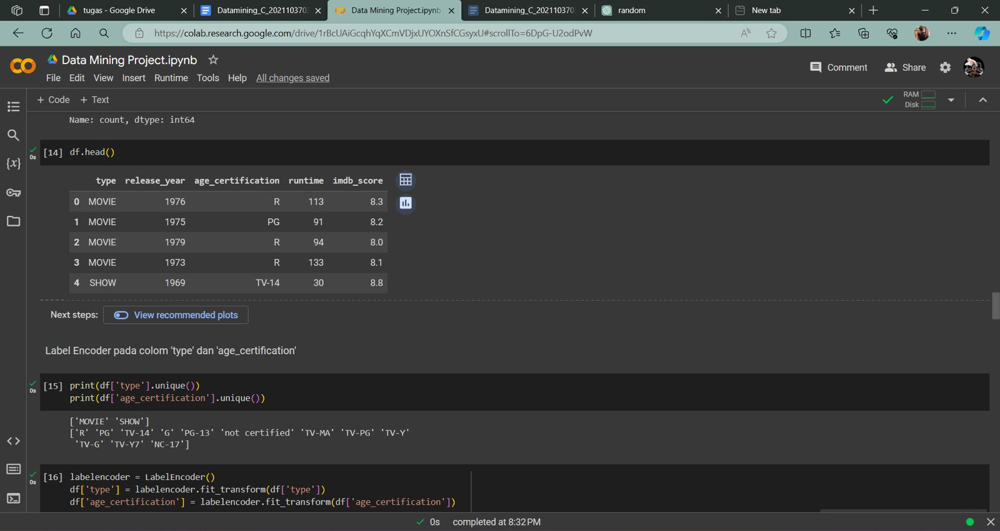 tugas - Google Drive
Datamining_C_202110370
Data Mining Project.ipynb
Datamining_C_202110370
random
New tab
https://colab.research.google.com/drive/1rBcUAiGcqhYqXCmVDjxUYOXnSfCGsyxU#scrollTo=6DpG-U2odPvW
Data Mining Project.ipynb
Comment
Share
File Edit View Insert Runtime Tools Help All changes saved
+ Code + Text
RAM
Disk
Name: count, dtype: int64
0s [14] df.head()
type release_year age_certification runtime imdb_score
0 MOVIE 1976 R 113 8.3
1 MOVIE 1975 PG 91 8.2
2 MOVIE 1979 R 94 8.0
3 MOVIE 1973 R 133 8.1
4 SHOW 1969 TV-14 30 8.8
Next steps: View recommended plots
Label Encoder pada colom 'type' dan 'age_certification'
0s [15] print(df['type'].unique())
print(df['age_certification'].unique())
['MOVIE' 'SHOW']
['R' 'PG' 'TV-14' 'G' 'PG-13' 'not certified' 'TV-MA' 'TV-PG' 'TV-Y'
'TV-G' 'TV-Y7' 'NC-17']
0s [16] labelencoder = LabelEncoder()
df['type'] = labelencoder.fit_transform(df['type'])
df['age_certification'] = labelencoder.fit_transform(df['age_certification'])
0s completed at 8:32 PM